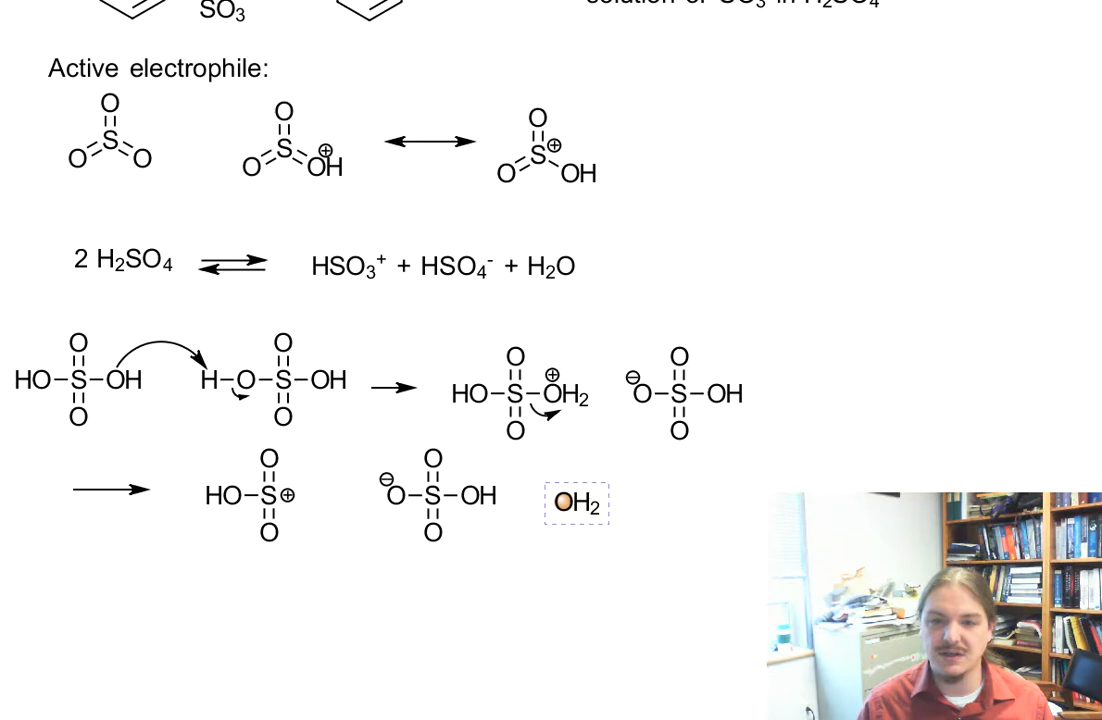 SO3 solution of SO3 in H2SO4
Active electrophile:
O
S
O O
O
S ⊕
O OH
O
S ⊕
O OH
2 H2SO4 HSO3+ + HSO4- + H2O
O
HO-S-OH
O
O
H-O-S-OH
O
O ⊕
HO-S-OH2
O
O
⊖O-S-OH
O
O
HO-S⊕
O
O
⊖O-S-OH
O
OH2